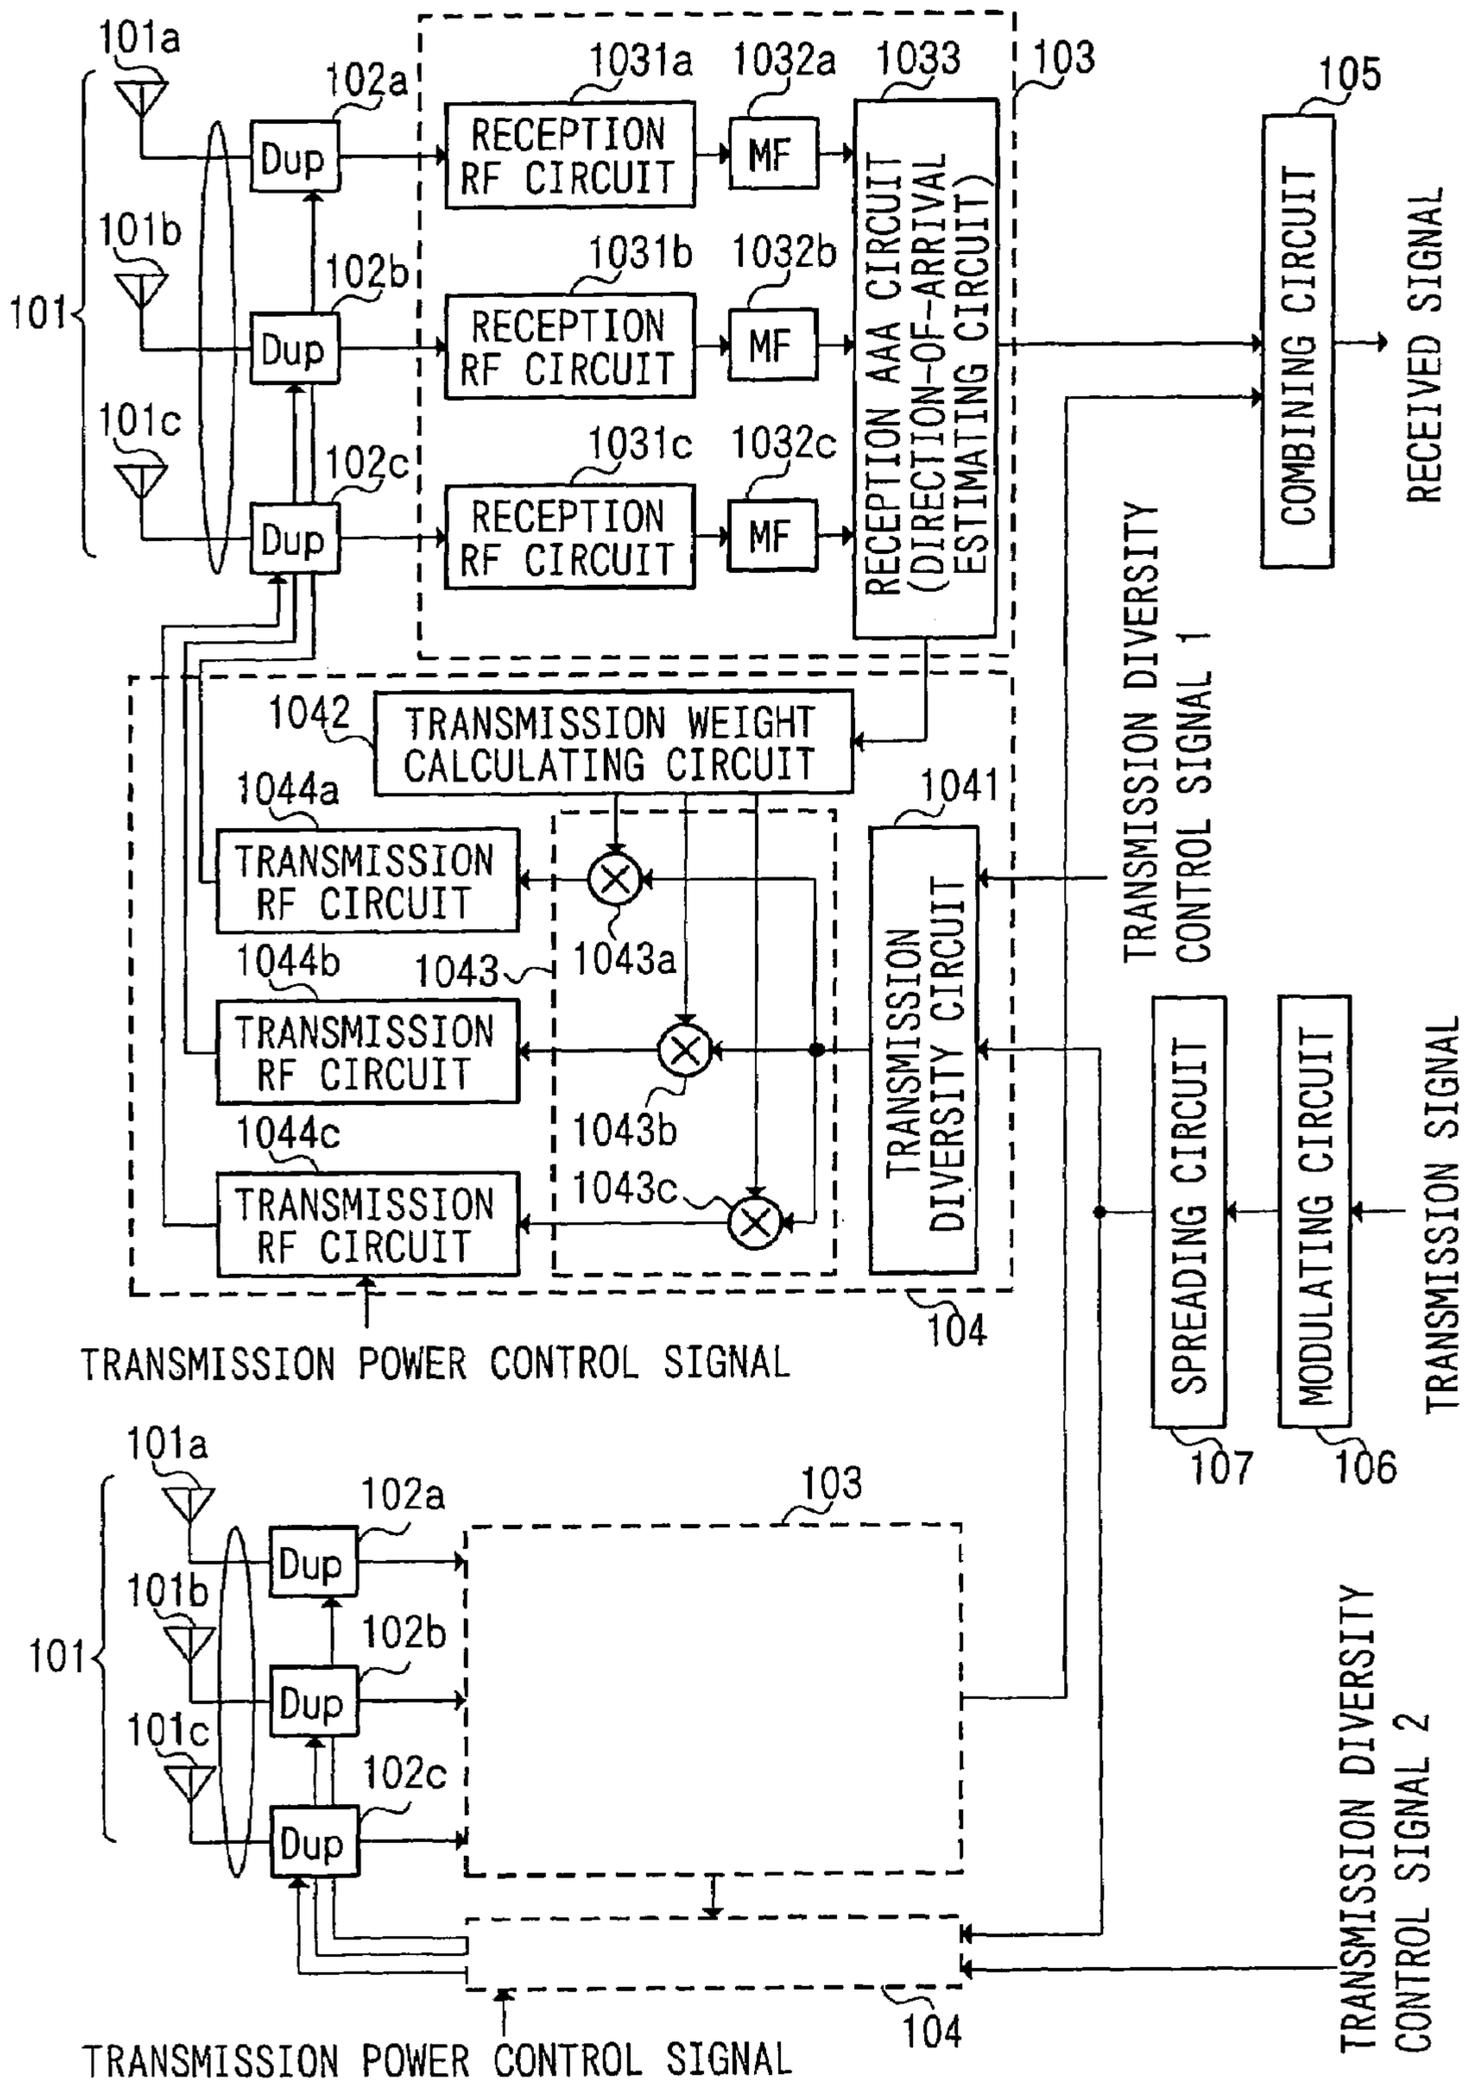 101a
102a
1031a
1032a
1033
103
105
Dup
RECEPTION
RF CIRCUIT
MF
RECEPTION AAA CIRCUIT
(DIRECTION-OF-ARRIVAL
ESTIMATING CIRCUIT)
COMBINING CIRCUIT
RECEIVED SIGNAL
101
101b
102b
1031b
1032b
Dup
RECEPTION
RF CIRCUIT
MF
101c
102c
1031c
1032c
Dup
RECEPTION
RF CIRCUIT
MF
TRANSMISSION DIVERSITY
CONTROL SIGNAL 1
1042
TRANSMISSION WEIGHT
CALCULATING CIRCUIT
1041
TRANSMISSION
DIVERSITY CIRCUIT
1044a
TRANSMISSION
RF CIRCUIT
1043
1043a
1044b
TRANSMISSION
RF CIRCUIT
1043b
1044c
TRANSMISSION
RF CIRCUIT
1043c
104
TRANSMISSION POWER CONTROL SIGNAL
SPREADING CIRCUIT
107
MODULATING CIRCUIT
106
TRANSMISSION SIGNAL
101a
102a
103
Dup
101
101b
102b
Dup
101c
102c
Dup
104
TRANSMISSION POWER CONTROL SIGNAL
TRANSMISSION DIVERSITY
CONTROL SIGNAL 2